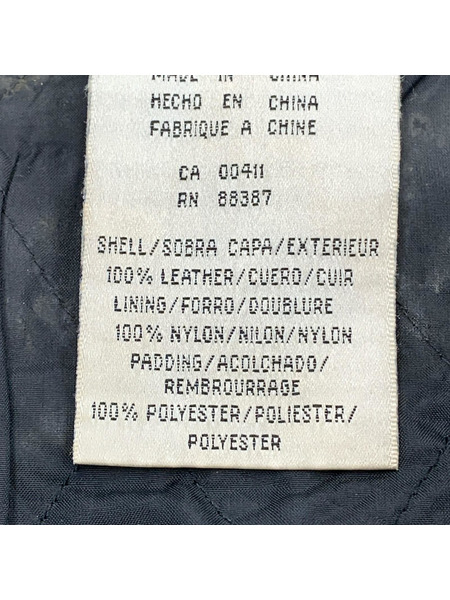 MADE IN CHINA
HECHO EN CHINA
FABRIQUE A CHINE
CA 00411
RN 88387
SHELL/SOBRA CAPA/EXTERIEUR
100% LEATHER/CUERO/CUIR
LINING/FORRO/DOUBLURE
100% NYLON/NILON/NYLON
PADDING/ACOLCHADO/
REMBROURRAGE
100% POLYESTER/POLIESTER/
POLYESTER